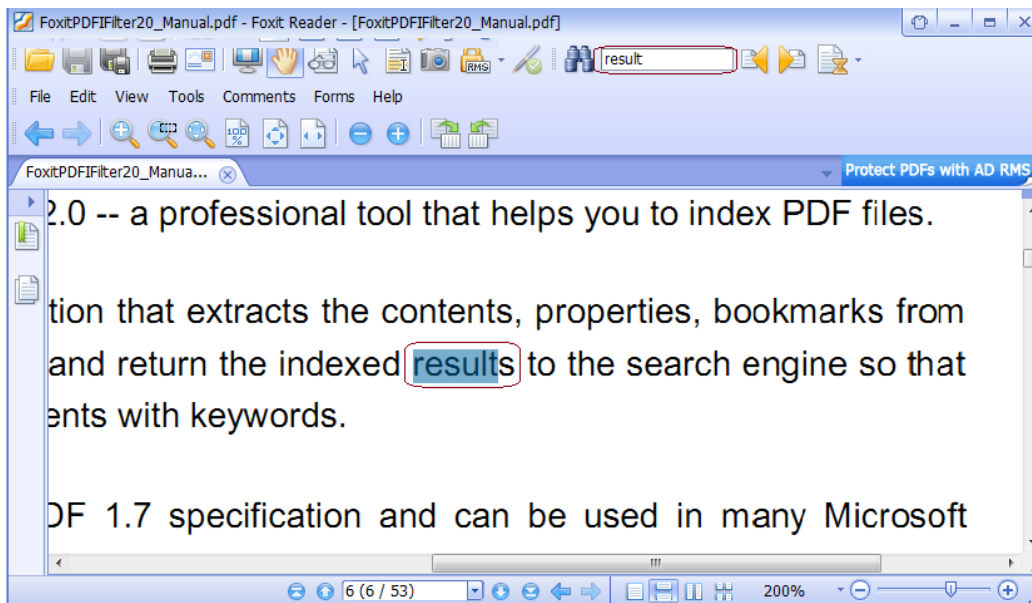 FoxitPDFIFilter20_Manual.pdf - Foxit Reader - [FoxitPDFIFilter20_Manual.pdf]
RMS
result
File Edit View Tools Comments Forms Help
100 %
FoxitPDFIFilter20_Manua...
Protect PDFs with AD RMS
2.0 -- a professional tool that helps you to index PDF files.
tion that extracts the contents, properties, bookmarks from
and return the indexed results to the search engine so that
ents with keywords.
DF 1.7 specification and can be used in many Microsoft
6 (6 / 53)
200%